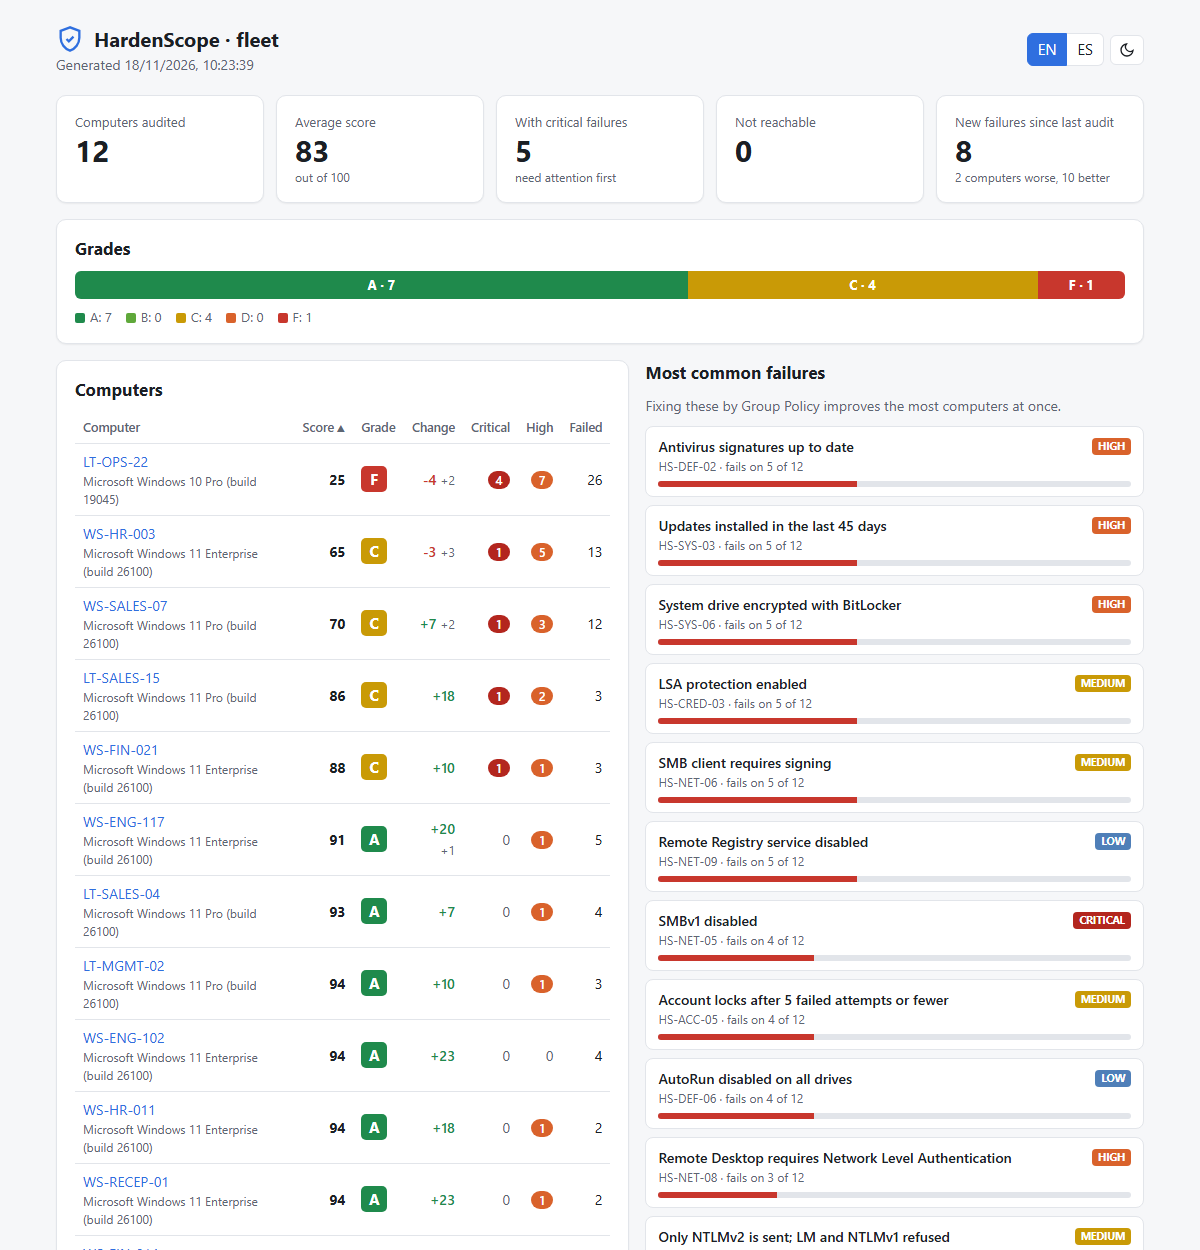 HardenScope · fleet
Generated 18/11/2026, 10:23:39
EN
ES
Computers audited
12
Average score
83
out of 100
With critical failures
5
need attention first
Not reachable
0
New failures since last audit
8
2 computers worse, 10 better
Grades
A · 7
C · 4
F · 1
A: 7
B: 0
C: 4
D: 0
F: 1
Computers
Computer Score▲ Grade Change Critical High Failed
LT-OPS-22
Microsoft Windows 10 Pro (build
19045)
25 F -4 +2 4 7 26
WS-HR-003
Microsoft Windows 11 Enterprise
(build 26100)
65 C -3 +3 1 5 13
WS-SALES-07
Microsoft Windows 11 Pro (build
26100)
70 C +7 +2 1 3 12
LT-SALES-15
Microsoft Windows 11 Pro (build
26100)
86 C +18 1 2 3
WS-FIN-021
Microsoft Windows 11 Enterprise
(build 26100)
88 C +10 1 1 3
WS-ENG-117
Microsoft Windows 11 Enterprise
(build 26100)
91 A +20 +1 0 1 5
LT-SALES-04
Microsoft Windows 11 Pro (build
26100)
93 A +7 0 1 4
LT-MGMT-02
Microsoft Windows 11 Pro (build
26100)
94 A +10 0 1 3
WS-ENG-102
Microsoft Windows 11 Enterprise
(build 26100)
94 A +23 0 0 4
WS-HR-011
Microsoft Windows 11 Enterprise
(build 26100)
94 A +18 0 1 2
WS-RECEP-01
Microsoft Windows 11 Enterprise
(build 26100)
94 A +23 0 1 2
Most common failures
Fixing these by Group Policy improves the most computers at once.
Antivirus signatures up to date HIGH
HS-DEF-02 · fails on 5 of 12
Updates installed in the last 45 days HIGH
HS-SYS-03 · fails on 5 of 12
System drive encrypted with BitLocker HIGH
HS-SYS-06 · fails on 5 of 12
LSA protection enabled MEDIUM
HS-CRED-03 · fails on 5 of 12
SMB client requires signing MEDIUM
HS-NET-06 · fails on 5 of 12
Remote Registry service disabled LOW
HS-NET-09 · fails on 5 of 12
SMBv1 disabled CRITICAL
HS-NET-05 · fails on 4 of 12
Account locks after 5 failed attempts or fewer MEDIUM
HS-ACC-05 · fails on 4 of 12
AutoRun disabled on all drives LOW
HS-DEF-06 · fails on 4 of 12
Remote Desktop requires Network Level Authentication HIGH
HS-NET-08 · fails on 3 of 12
Only NTLMv2 is sent; LM and NTLMv1 refused MEDIUM